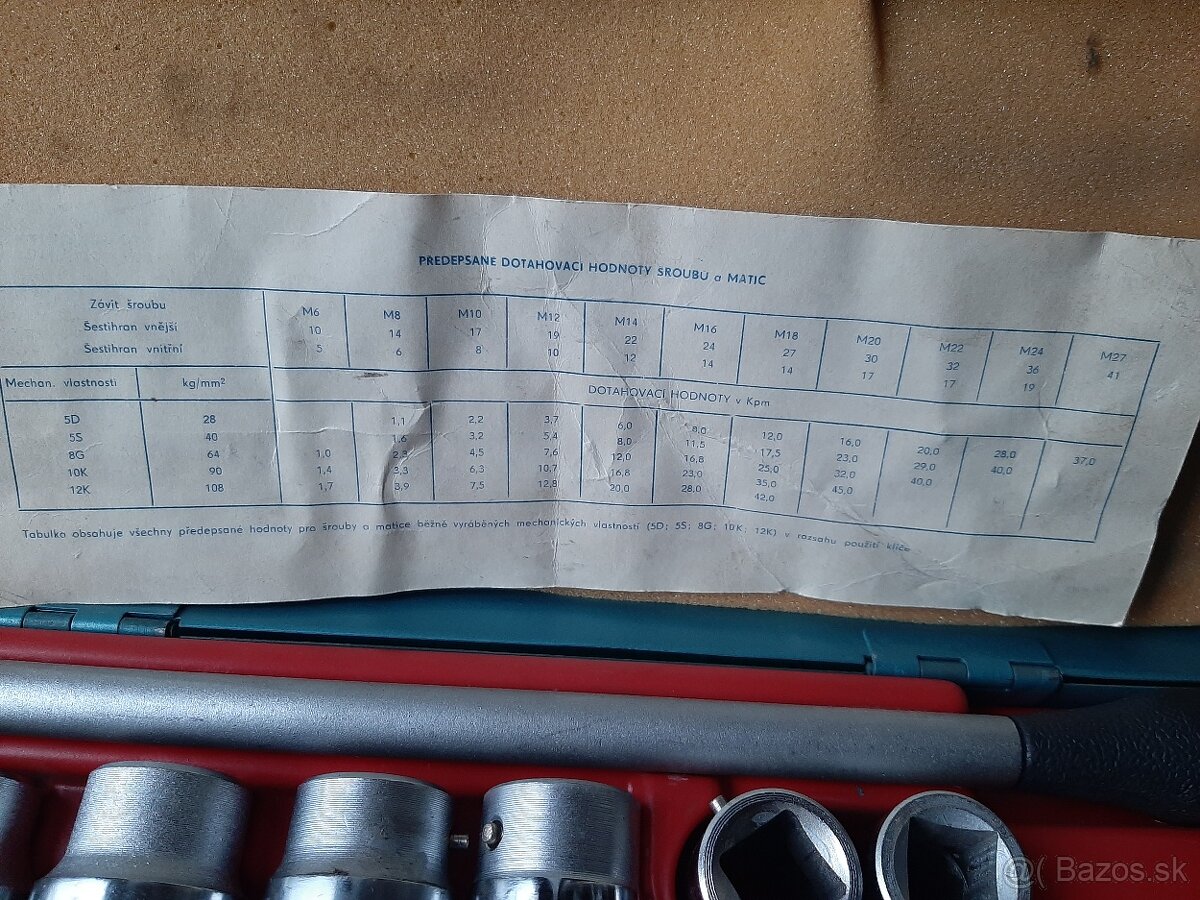 PŘEDEPSANÉ DOTAHOVACÍ HODNOTY ŠROUBŮ a MATIC
Závit šroubu M6 M8 M10 M12 M14 M16 M18 M20 M22 M24 M27
Šestihran vnější 10 14 17 19 22 24 27 30 32 36 41
Šestihran vnitřní 5 6 8 10 12 14 14 17 17 19
Mechan. vlastnosti kg/mm² DOTAHOVACÍ HODNOTY v Kpm
5D 28 1,1 2,2 3,7 6,0 8,0 12,0 16,0 20,0 28,0 37,0
5S 40 1,6 3,2 5,4 8,0 11,5 17,5 23,0 29,0 40,0
8G 64 1,0 2,3 4,5 7,6 12,0 16,8 25,0 32,0 40,0
10K 90 1,4 3,3 6,3 10,7 16,8 23,0 35,0 45,0
12K 108 1,7 3,9 7,5 12,8 20,0 28,0 42,0
Tabulka obsahuje všechny předepsané hodnoty pro šrouby a matice běžně vyráběných mechanických vlastností (5D; 5S; 8G; 10K; 12K) v rozsahu použití klíče
@( Bazos.sk